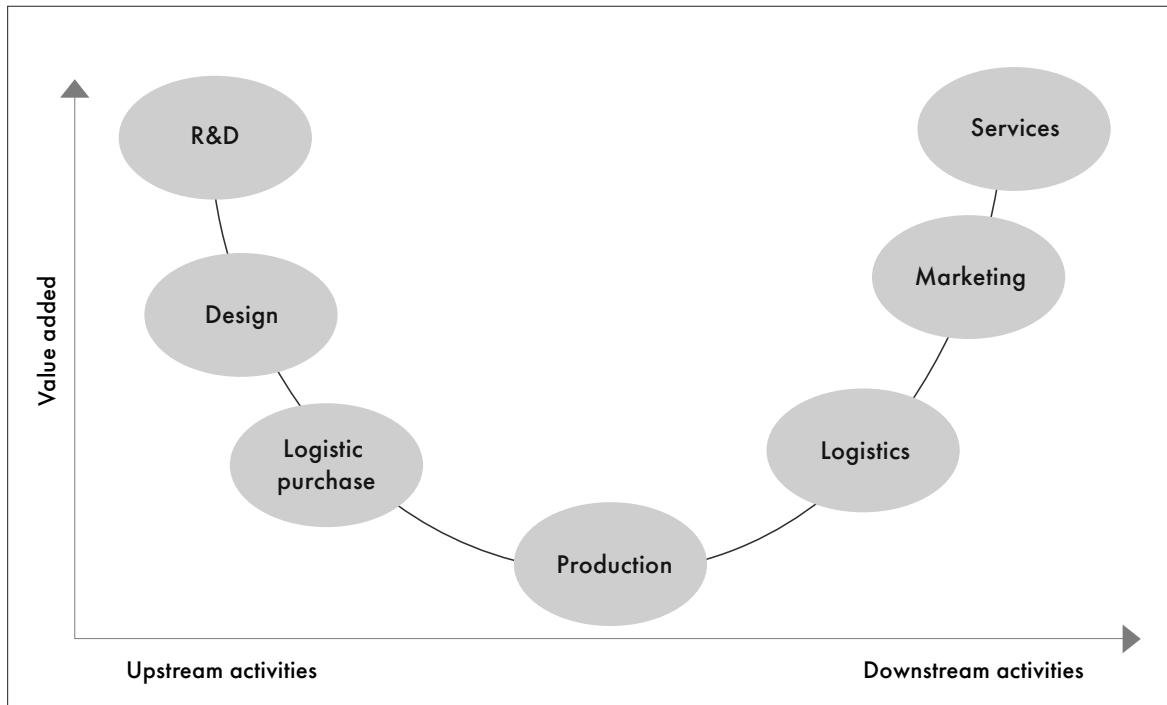 R&D
Services
Design
Marketing
Logistic
purchase
Logistics
Production
Value added
Upstream activities
Downstream activities